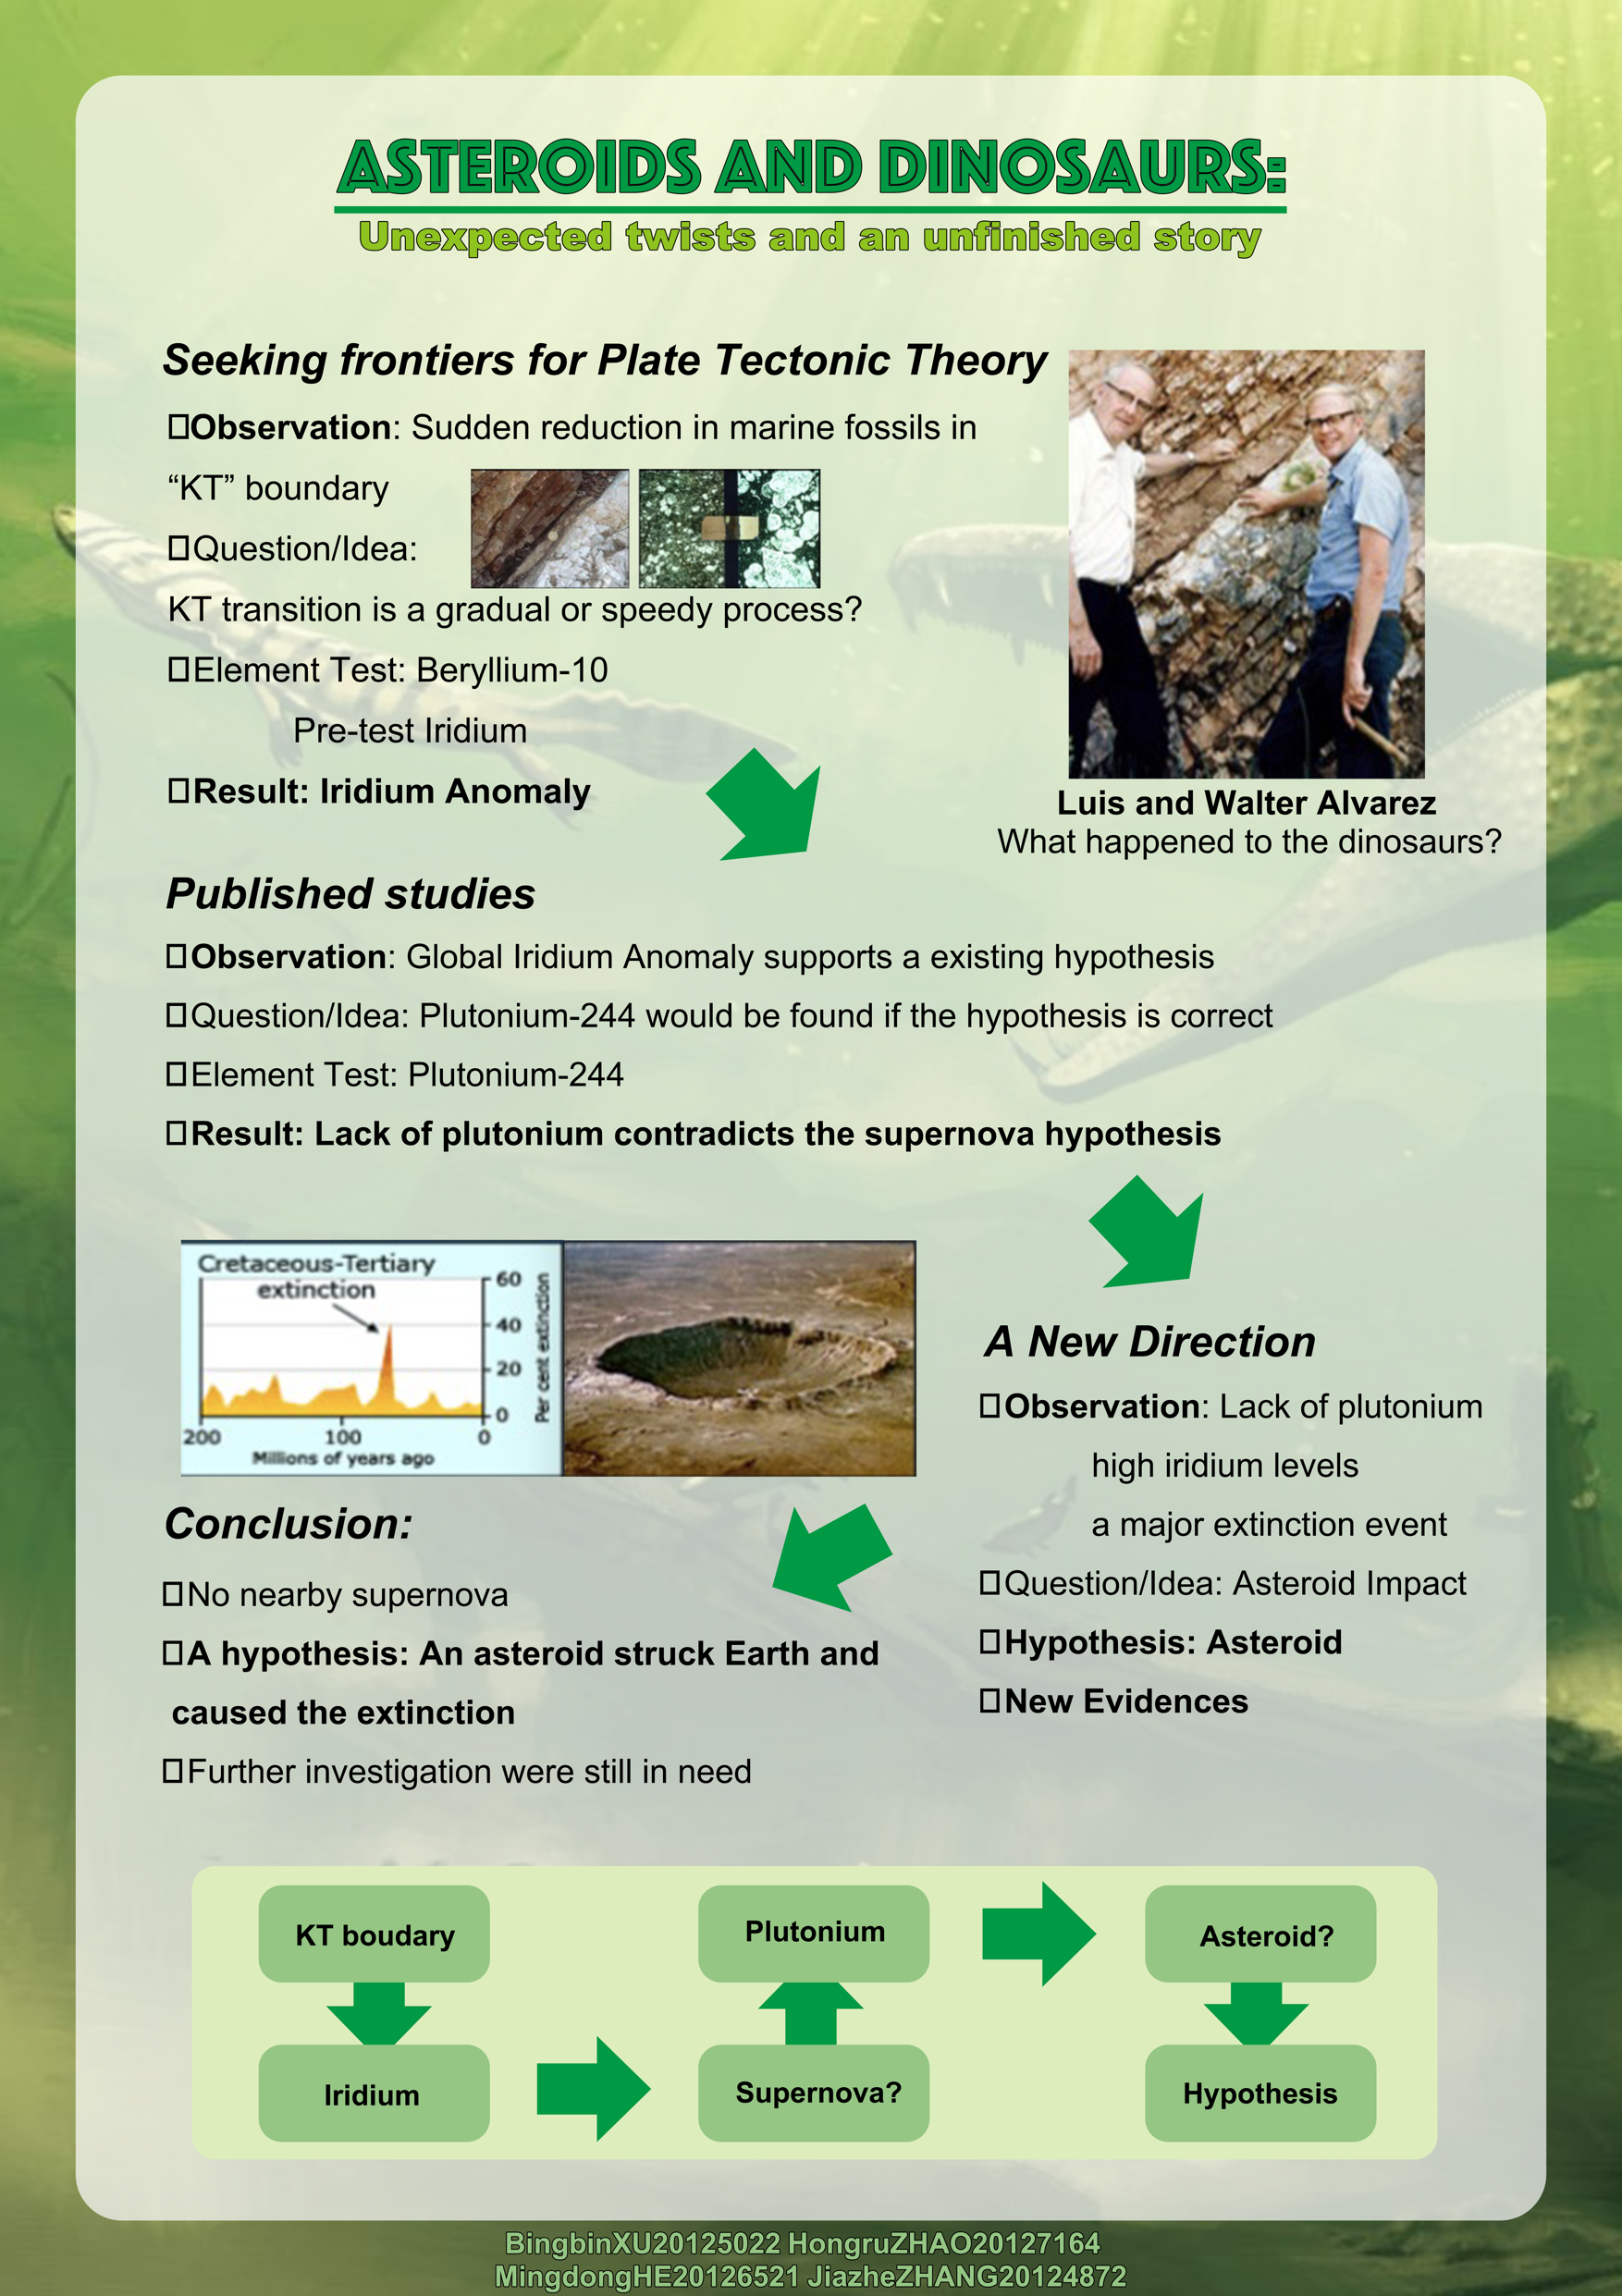 ASTEROIDS AND DINOSAURS:
Unexpected twists and an unfinished story
Seeking frontiers for Plate Tectonic Theory
□Observation: Sudden reduction in marine fossils in
“KT” boundary
□Question/Idea:
KT transition is a gradual or speedy process?
□Element Test: Beryllium-10
Pre-test Iridium
□Result: Iridium Anomaly
Luis and Walter Alvarez
What happened to the dinosaurs?
Published studies
□Observation: Global Iridium Anomaly supports a existing hypothesis
□Question/Idea: Plutonium-244 would be found if the hypothesis is correct
□Element Test: Plutonium-244
□Result: Lack of plutonium contradicts the supernova hypothesis
Cretaceous-Tertiary
extinction
60
40
20
0
Per cent extinction
200 100 0
Millions of years ago
A New Direction
□Observation: Lack of plutonium
high iridium levels
a major extinction event
□Question/Idea: Asteroid Impact
□Hypothesis: Asteroid
□New Evidences
Conclusion:
□No nearby supernova
□A hypothesis: An asteroid struck Earth and
caused the extinction
□Further investigation were still in need
KT boudary
Iridium
Supernova?
Plutonium
Asteroid?
Hypothesis
BingbinXU20125022 HongruZHAO20127164
MingdongHE20126521 JiazheZHANG20124872